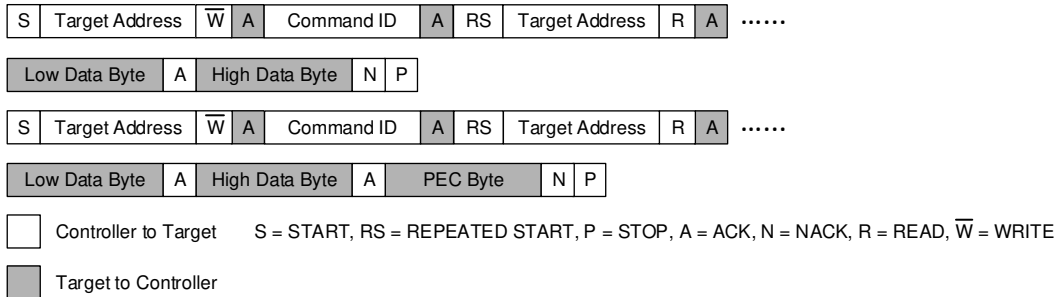 S Target Address W̅ A Command ID A RS Target Address R A ······
Low Data Byte A High Data Byte N P
S Target Address W̅ A Command ID A RS Target Address R A ······
Low Data Byte A High Data Byte A PEC Byte N P
Controller to Target S = START, RS = REPEATED START, P = STOP, A = ACK, N = NACK, R = READ, W̅ = WRITE
Target to Controller